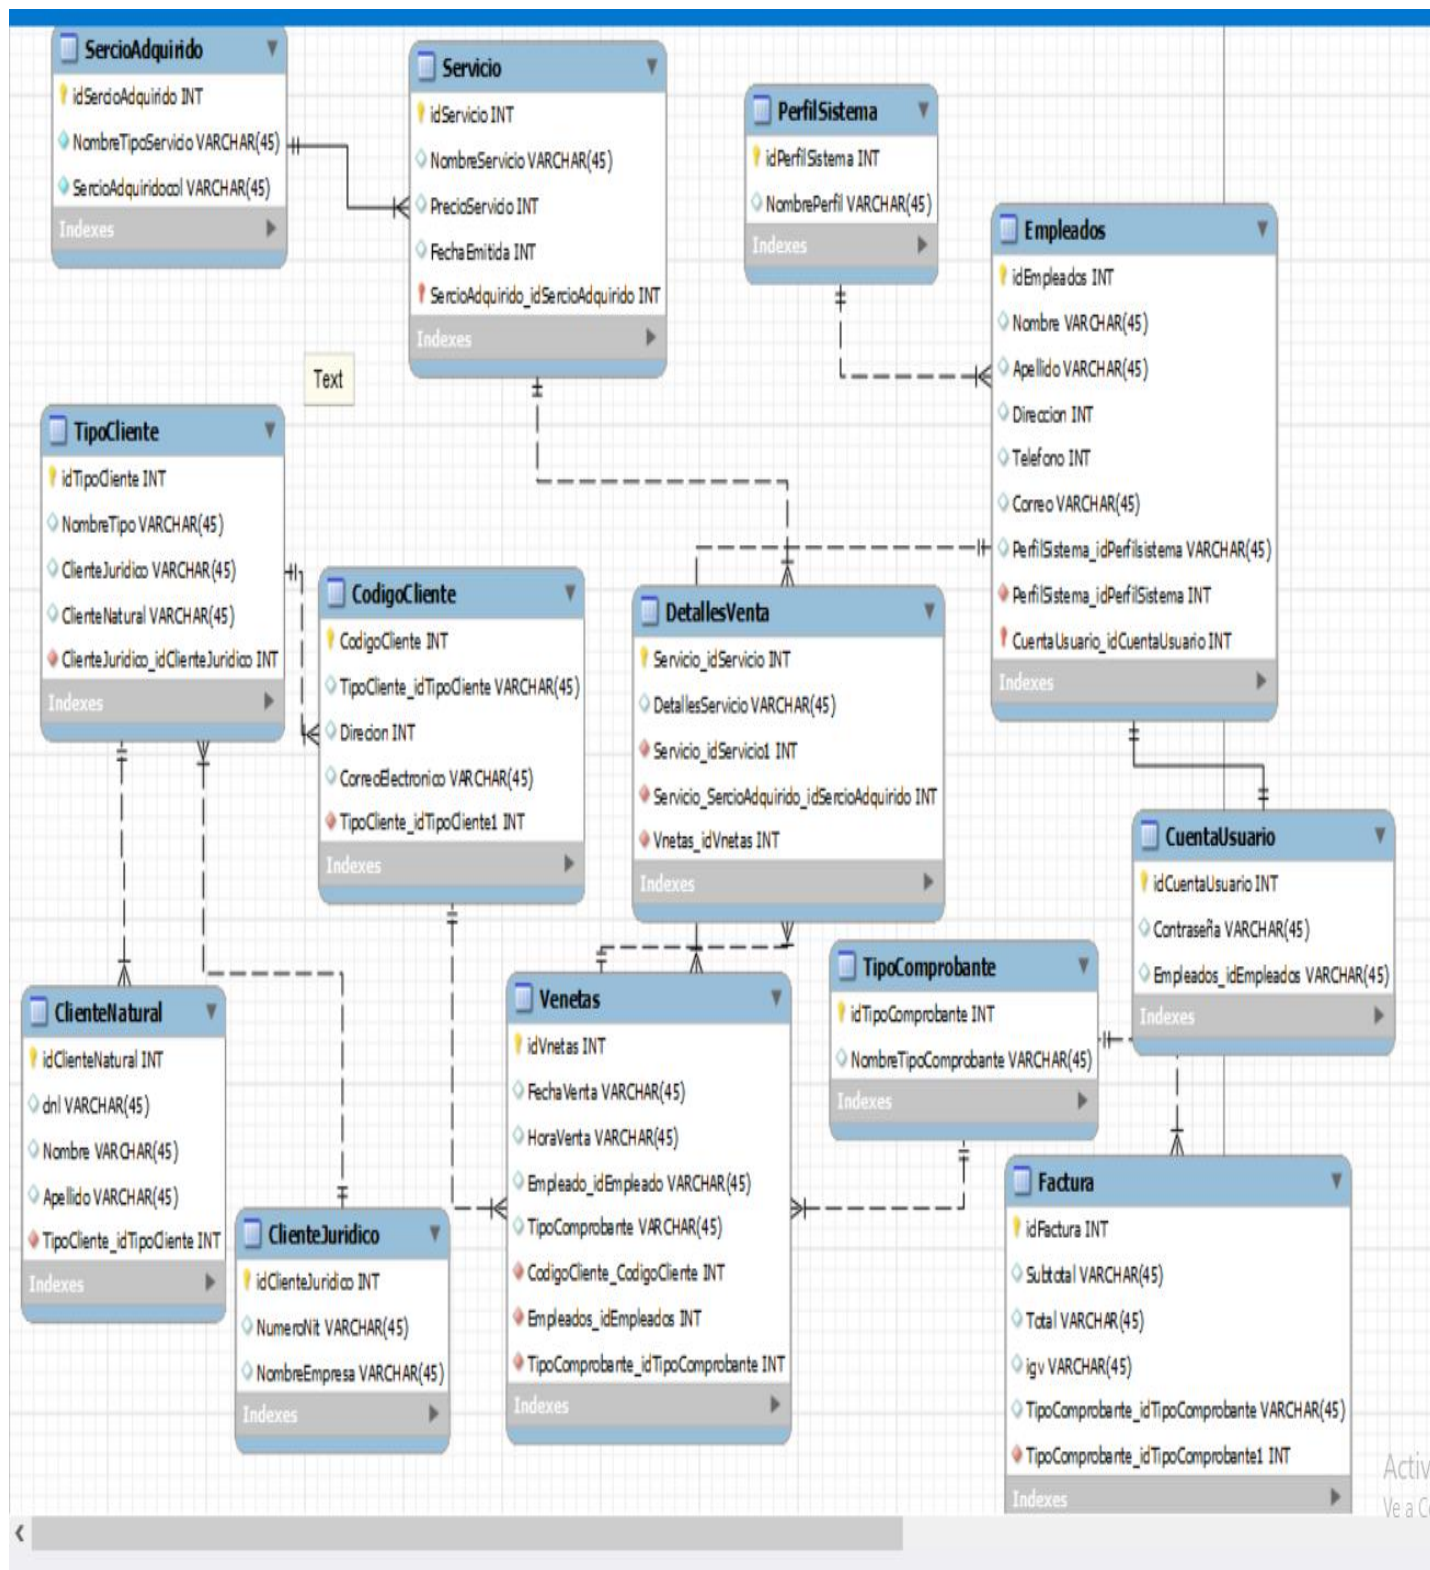 SercioAdquirido
idSercioAdquirido INT
NombreTipoServicio VARCHAR(45)
SercioAdquiridocol VARCHAR(45)
Indexes
Servicio
idServicio INT
NombreServicio VARCHAR(45)
PrecioServicio INT
FechaEmitida INT
SercioAdquirido_idSercioAdquirido INT
Indexes
PerfilSistema
idPerfilSistema INT
NombrePerfil VARCHAR(45)
Indexes
Empleados
idEmpleados INT
Nombre VARCHAR(45)
Apellido VARCHAR(45)
Direccion INT
Telefono INT
Correo VARCHAR(45)
PerfilSistema_idPerfilsistema VARCHAR(45)
PerfilSistema_idPerfilSistema INT
CuentaUsuario_idCuentaUsuario INT
Indexes
Text
TipoCliente
idTipoCliente INT
NombreTipo VARCHAR(45)
ClienteJuridico VARCHAR(45)
ClienteNatural VARCHAR(45)
ClienteJuridico_idClienteJuridico INT
Indexes
CodigoCliente
CodigoCliente INT
TipoCliente_idTipoCliente VARCHAR(45)
Direcion INT
CorreoElectronico VARCHAR(45)
TipoCliente_idTipoCliente1 INT
Indexes
DetallesVenta
Servicio_idServicio INT
DetallesServicio VARCHAR(45)
Servicio_idServicio1 INT
Servicio_SercioAdquirido_idSercioAdquirido INT
Vnetas_idVnetas INT
Indexes
CuentaUsuario
idCuentaUsuario INT
Contraseña VARCHAR(45)
Empleados_idEmpleados VARCHAR(45)
Indexes
ClienteNatural
idClienteNatural INT
dnI VARCHAR(45)
Nombre VARCHAR(45)
Apellido VARCHAR(45)
TipoCliente_idTipoCliente INT
Indexes
ClienteJuridico
idClienteJuridico INT
NumeroNit VARCHAR(45)
NombreEmpresa VARCHAR(45)
Indexes
Venetas
idVnetas INT
FechaVenta VARCHAR(45)
HoraVenta VARCHAR(45)
Empleado_idEmpleado VARCHAR(45)
TipoComprobante VARCHAR(45)
CodigoCliente_CodigoCliente INT
Empleados_idEmpleados INT
TipoComprobante_idTipoComprobante INT
Indexes
TipoComprobante
idTipoComprobante INT
NombreTipoComprobante VARCHAR(45)
Indexes
Factura
idFactura INT
Subtotal VARCHAR(45)
Total VARCHAR(45)
igv VARCHAR(45)
TipoComprobante_idTipoComprobante VARCHAR(45)
TipoComprobante_idTipoComprobante1 INT
Indexes
Activ
Ve a Co